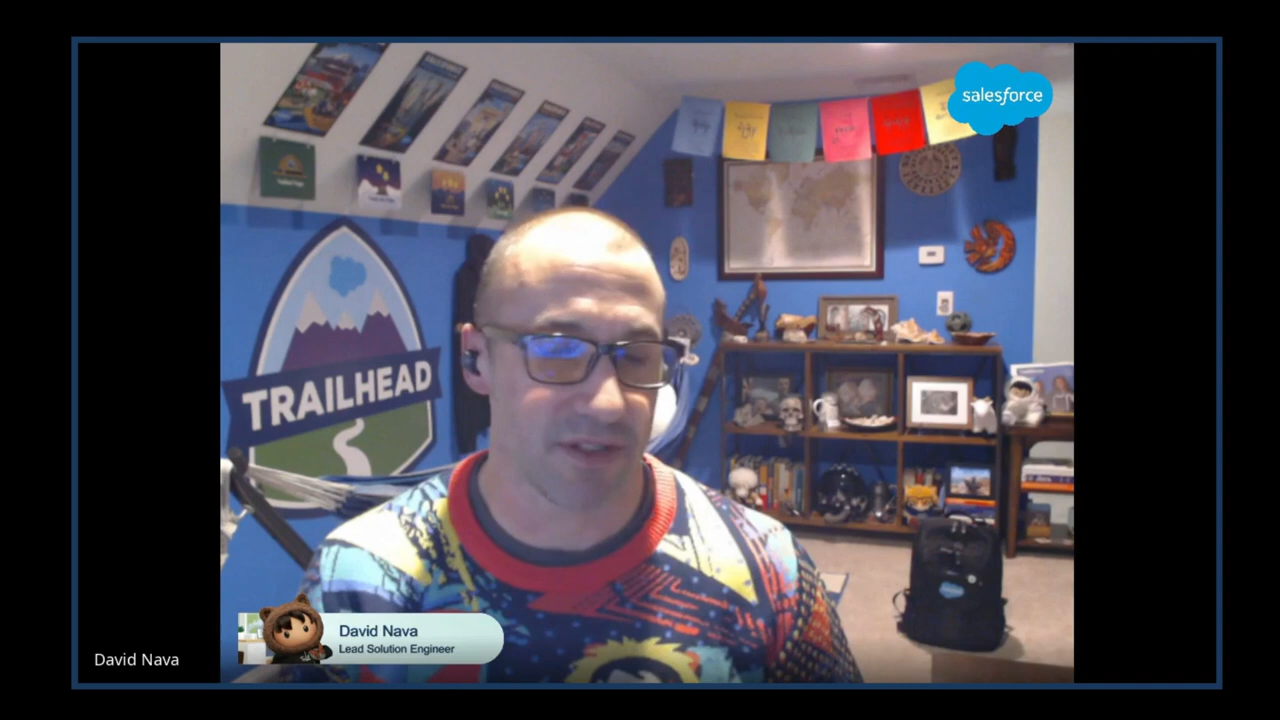 salesforce
TRAILHEAD
David Nava
Lead Solution Engineer
David Nava